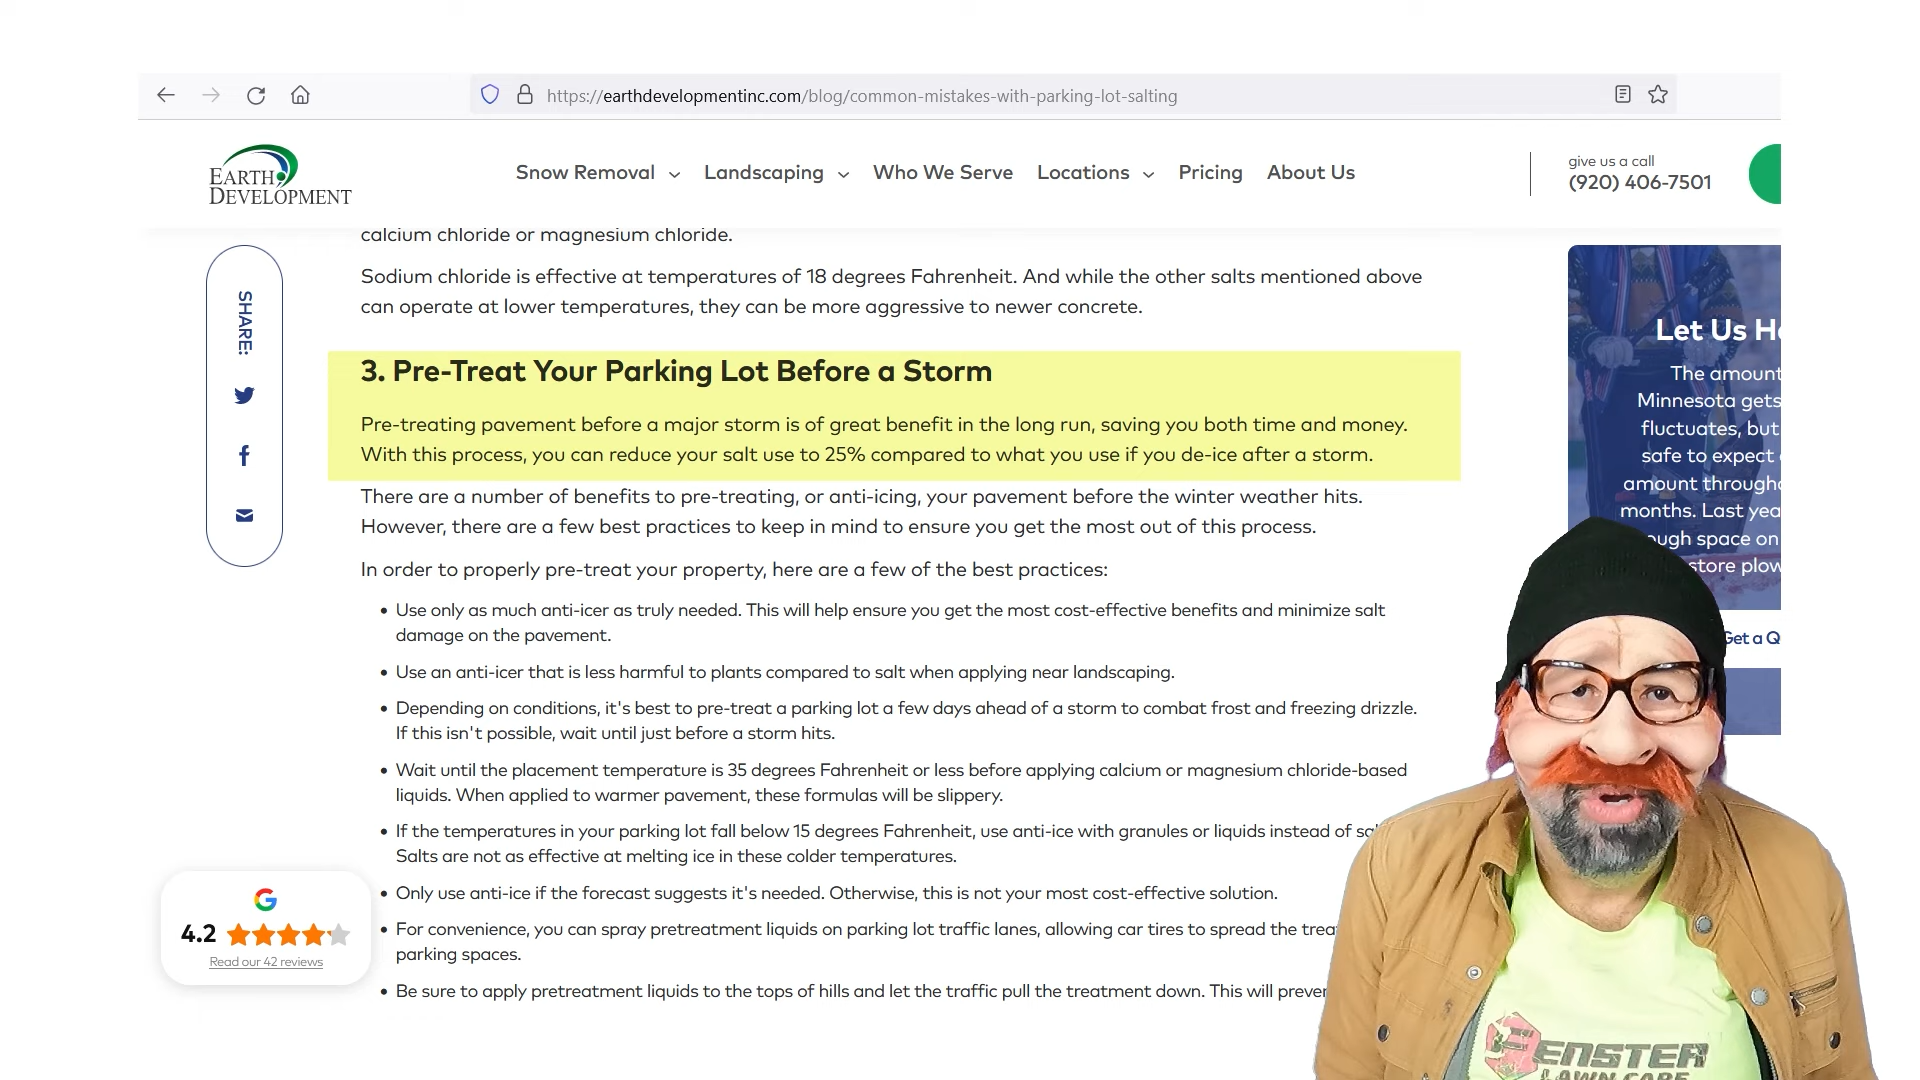 https://earthdevelopmentinc.com/blog/common-mistakes-with-parking-lot-salting
EARTH
DEVELOPMENT
Snow Removal
Landscaping
Who We Serve
Locations
Pricing
About Us
give us a call
(920) 406-7501
SHARE:
calcium chloride or magnesium chloride.
Sodium chloride is effective at temperatures of 18 degrees Fahrenheit. And while the other salts mentioned above
can operate at lower temperatures, they can be more aggressive to newer concrete.
3. Pre-Treat Your Parking Lot Before a Storm
Pre-treating pavement before a major storm is of great benefit in the long run, saving you both time and money.
With this process, you can reduce your salt use to 25% compared to what you use if you de-ice after a storm.
There are a number of benefits to pre-treating, or anti-icing, your pavement before the winter weather hits.
However, there are a few best practices to keep in mind to ensure you get the most out of this process.
In order to properly pre-treat your property, here are a few of the best practices:
• Use only as much anti-icer as truly needed. This will help ensure you get the most cost-effective benefits and minimize salt
damage on the pavement.
• Use an anti-icer that is less harmful to plants compared to salt when applying near landscaping.
• Depending on conditions, it's best to pre-treat a parking lot a few days ahead of a storm to combat frost and freezing drizzle.
If this isn't possible, wait until just before a storm hits.
• Wait until the placement temperature is 35 degrees Fahrenheit or less before applying calcium or magnesium chloride-based
liquids. When applied to warmer pavement, these formulas will be slippery.
• If the temperatures in your parking lot fall below 15 degrees Fahrenheit, use anti-ice with granules or liquids instead of
Salts are not as effective at melting ice in these colder temperatures.
• Only use anti-ice if the forecast suggests it's needed. Otherwise, this is not your most cost-effective solution.
• For convenience, you can spray pretreatment liquids on parking lot traffic lanes, allowing car tires to spread the
parking spaces.
• Be sure to apply pretreatment liquids to the tops of hills and let the traffic pull the treatment down. This will
Let Us
The amount
Minnesota gets
fluctuates, but
safe to expect
amount
months. Last
space on
store
Get a
4.2
Read our 42 reviews
LAWN CARE